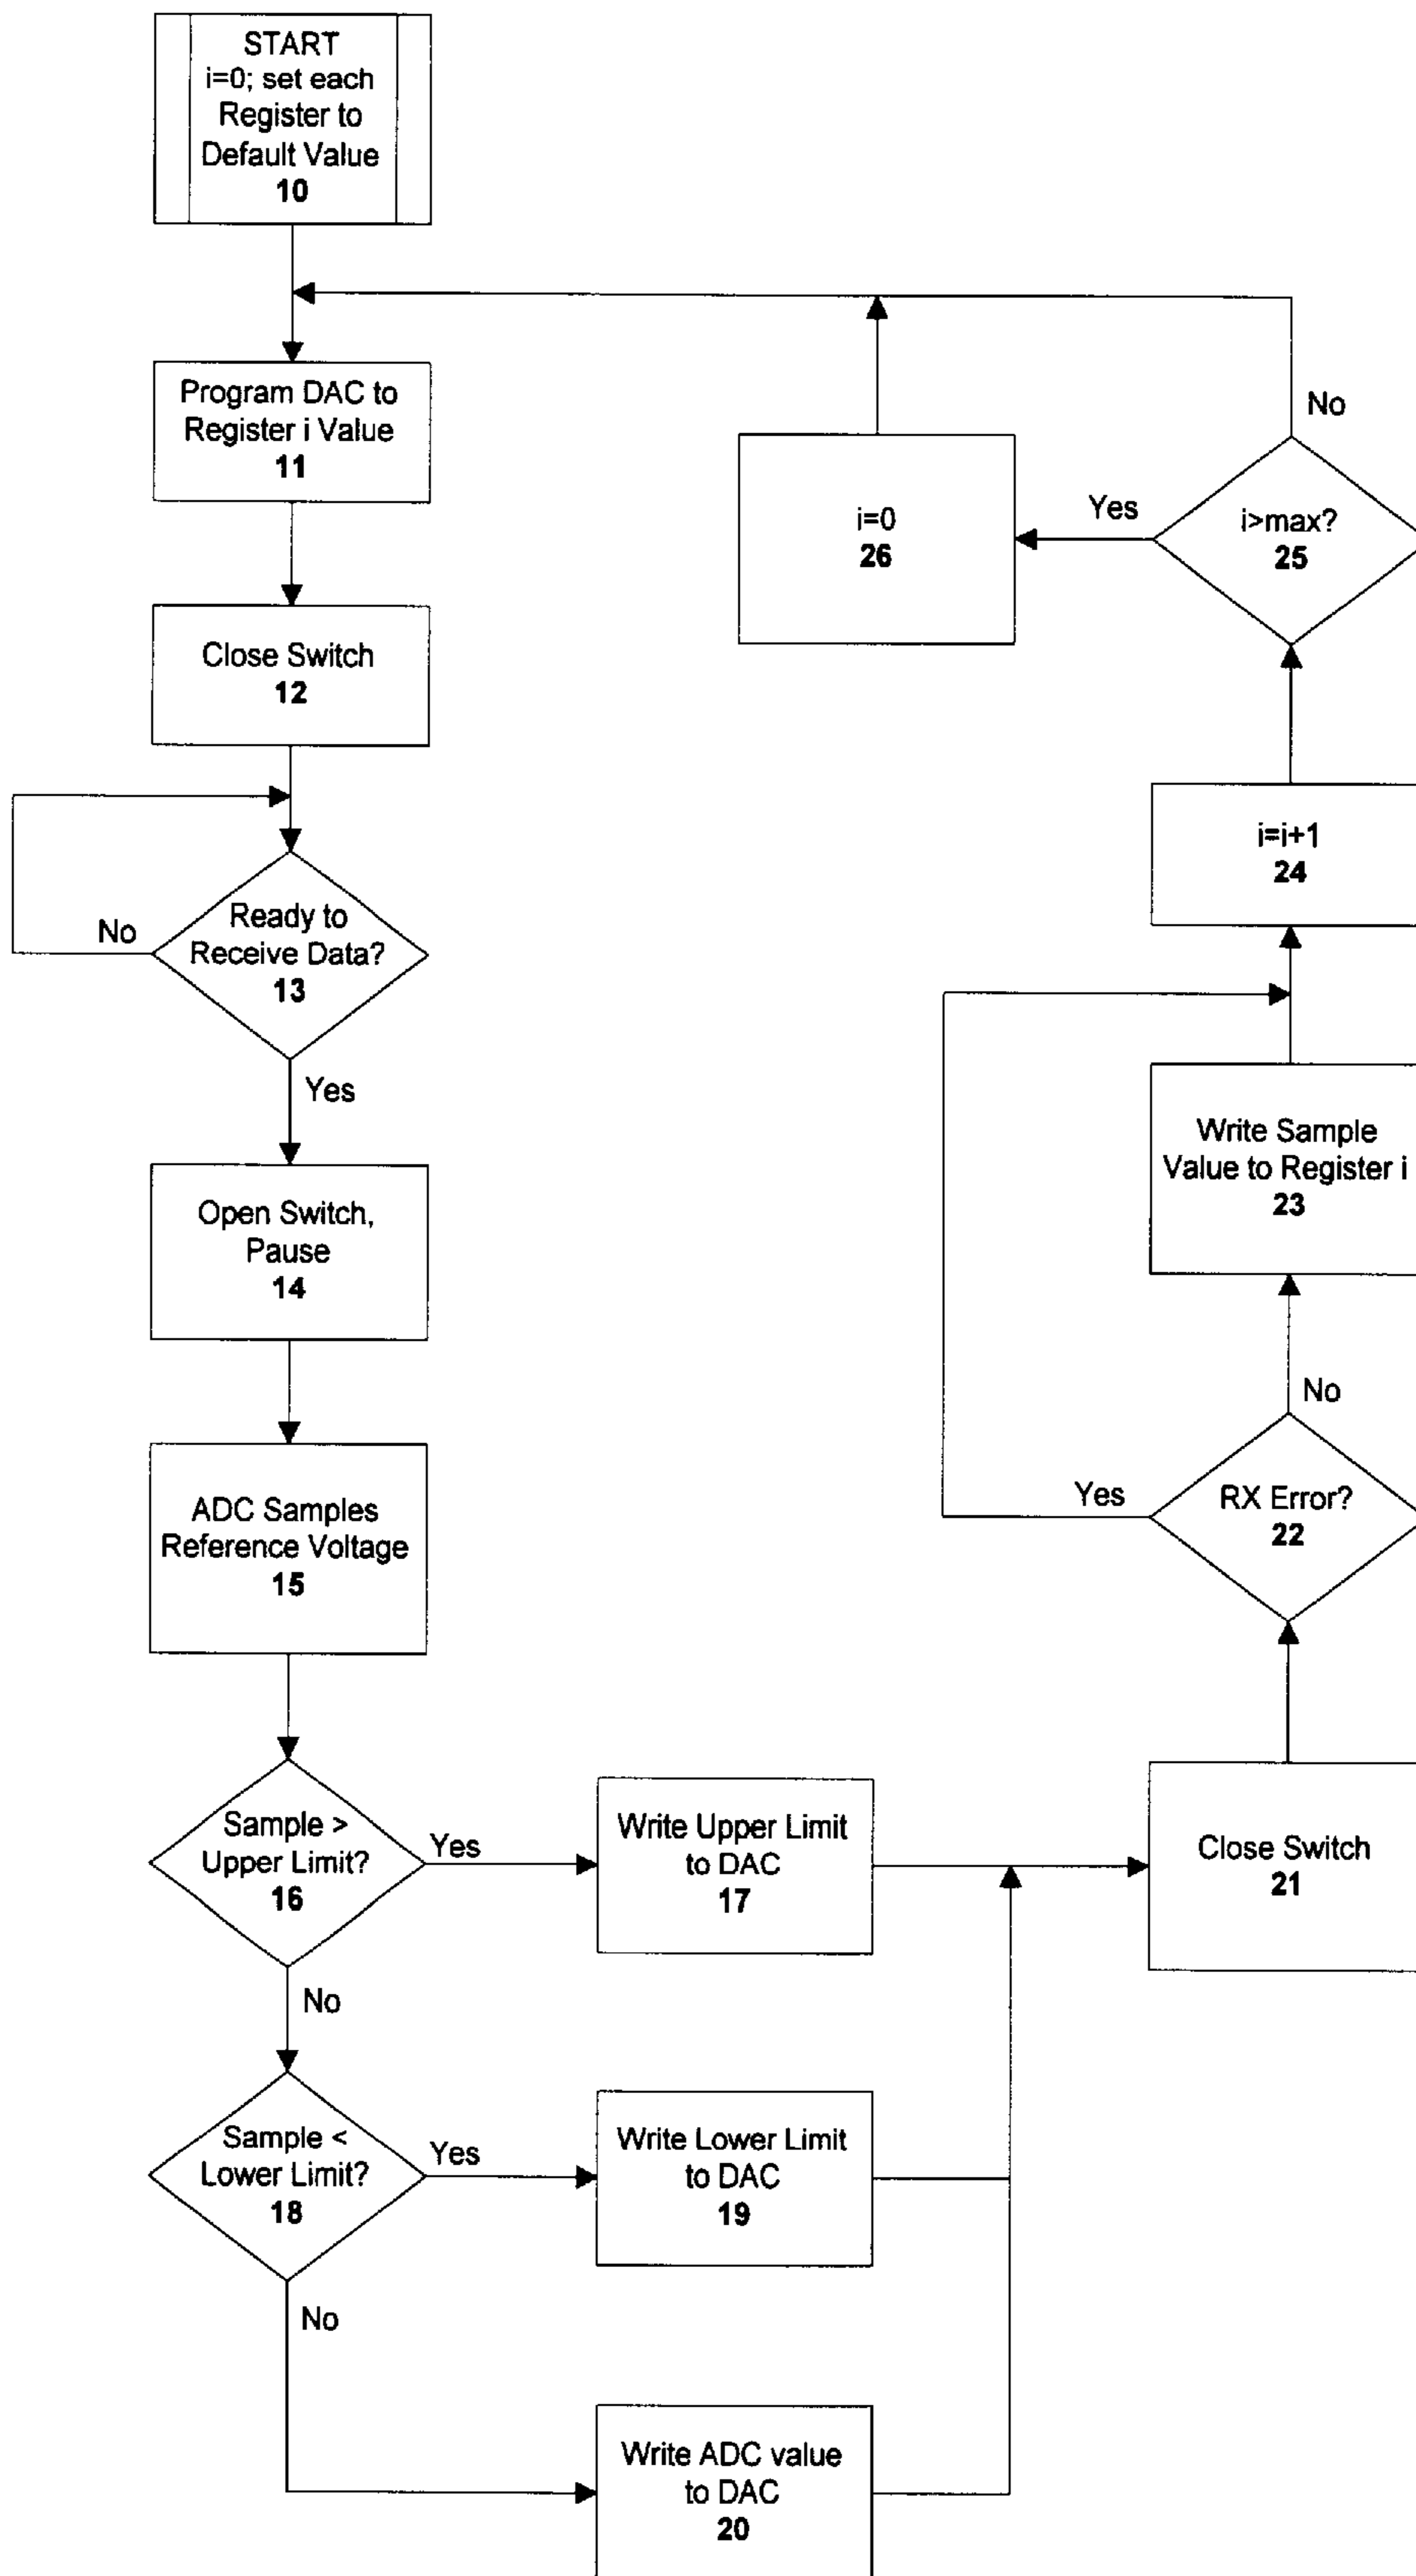 START
i=0; set each
Register to
Default Value
10
Program DAC to
Register i Value
11
Close Switch
12
No
Ready to
Receive Data?
13
Yes
Open Switch,
Pause
14
ADC Samples
Reference Voltage
15
Sample >
Upper Limit?
16
Yes
No
Write Upper Limit
to DAC
17
Sample <
Lower Limit?
18
Yes
No
Write Lower Limit
to DAC
19
Write ADC value
to DAC
20
Close Switch
21
RX Error?
22
Yes
No
Write Sample
Value to Register i
23
i=i+1
24
i>max?
25
Yes
No
i=0
26